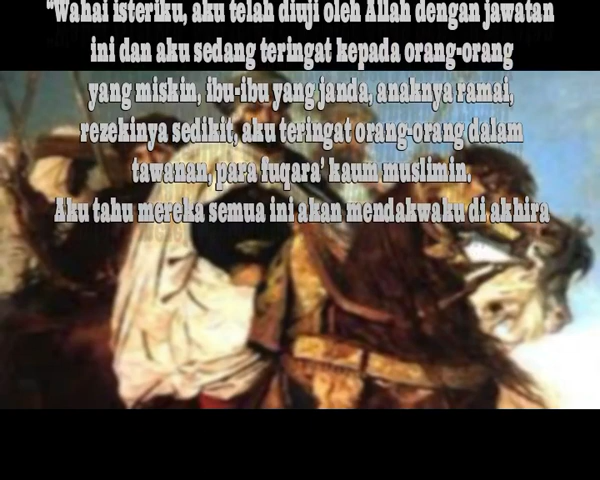 "Wahai isteriku, aku telah diuji oleh Allah dengan jawatan
ini dan aku sedang teringat kepada orang-orang
yang miskin, ibu-ibu yang janda, anaknya ramai,
rezekinya sedikit, aku teringat orang-orang dalam
tawanan, para fuqara' kaum muslimin.
Aku tahu mereka semua ini akan mendakwaku di akhira